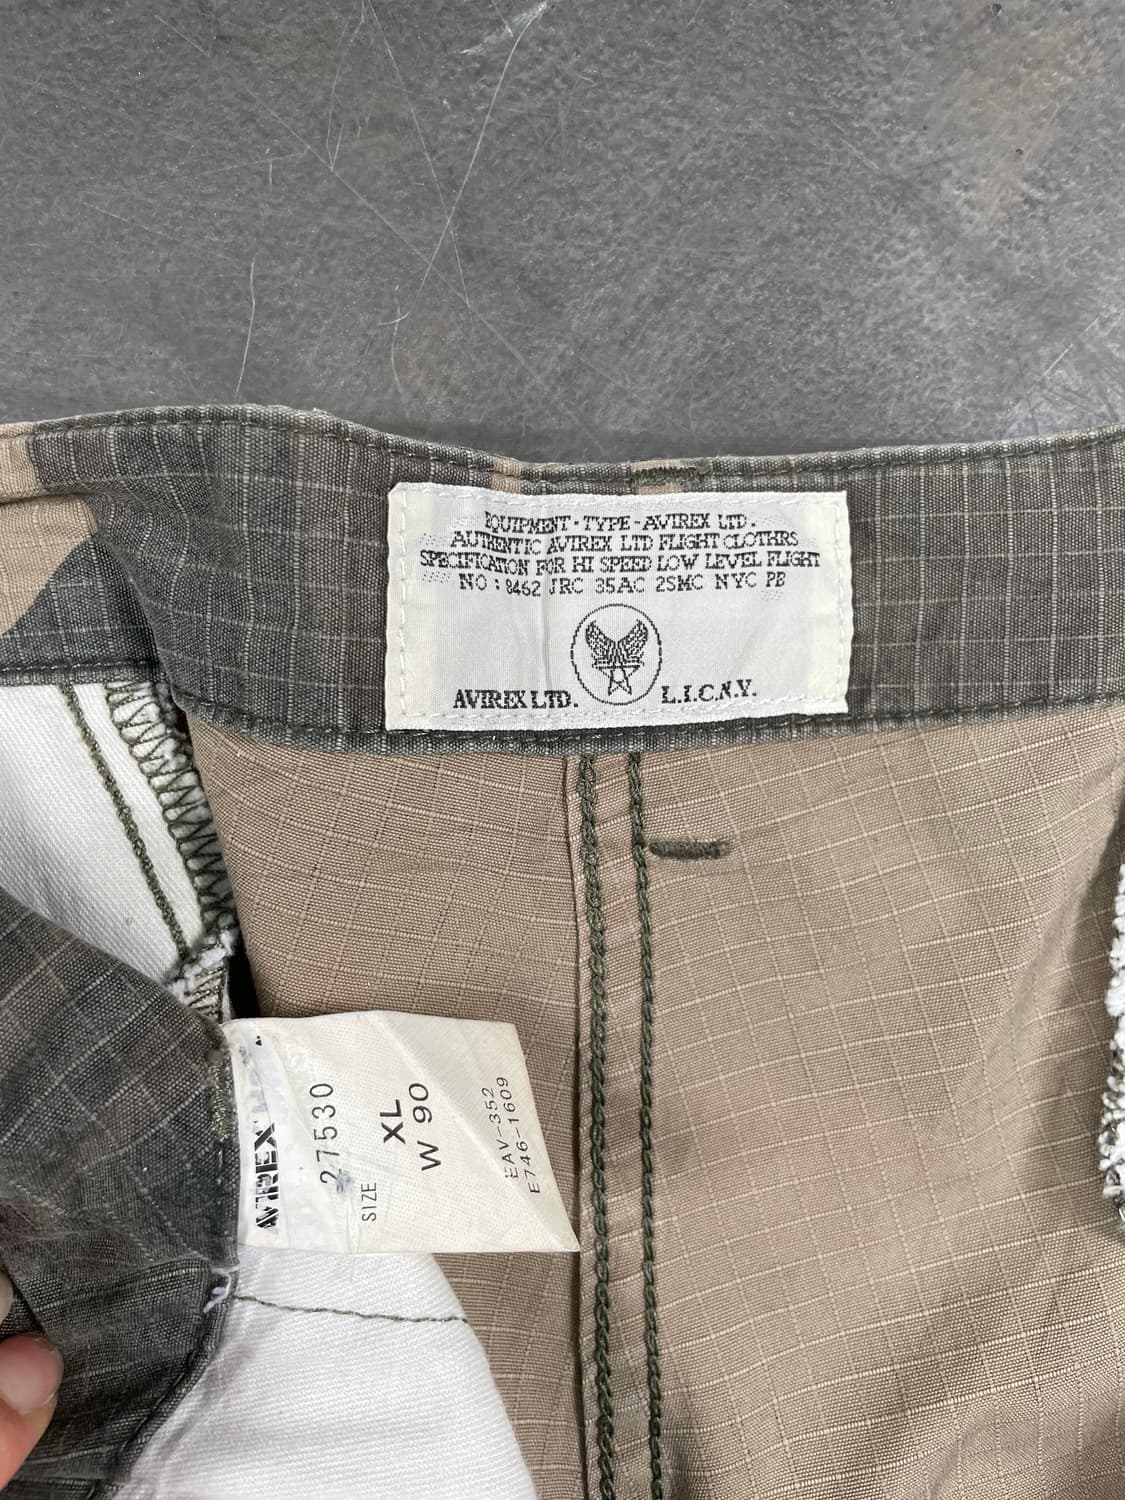 EQUIPMENT · TYPE - AVIREX LTD.
AUTHENTIC AVIREX LTD FLIGHT CLOTHRS
SPECIFICATION FOR HI SPEED LOW LEVEL FLIGHT
NO : 8462 JRC 35AC 2SMC NYC PB
AVIREX LTD. L.I.C.N.Y.
AVIREX
27530
SIZE
XL
W 90
EAV-352
E746-1609